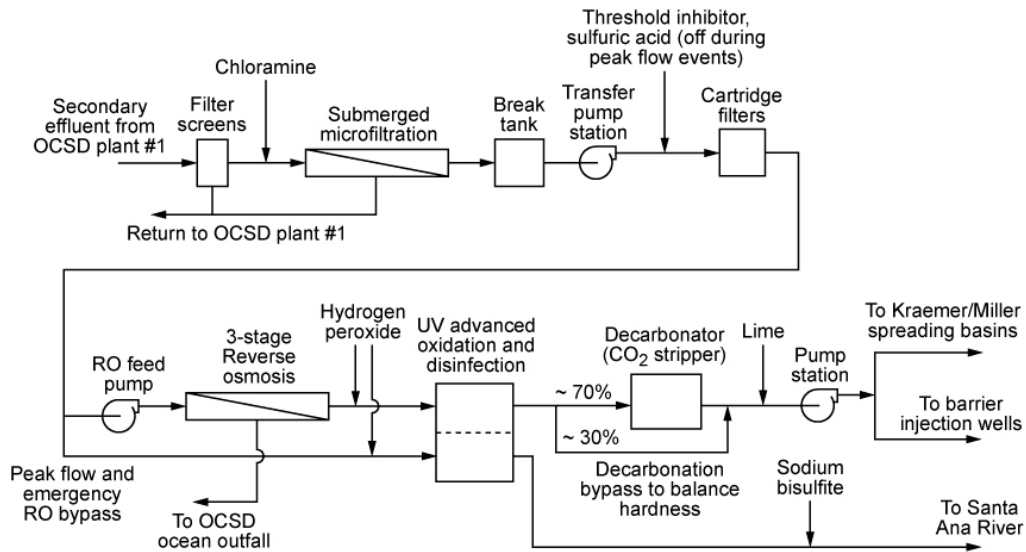 Threshold inhibitor,
sulfuric acid (off during
peak flow events)
Chloramine
Secondary
effluent from
OCSD plant #1
Filter
screens
Submerged
microfiltration
Break
tank
Transfer
pump
station
Cartridge
filters
Return to OCSD plant #1
Hydrogen
peroxide
UV advanced
oxidation and
disinfection
Decarbonator
(CO2 stripper)
Lime
To Kraemer/Miller
spreading basins
RO feed
pump
3-stage
Reverse
osmosis
Pump
station
~ 70%
~ 30%
To barrier
injection wells
Peak flow and
emergency
RO bypass
To OCSD
ocean outfall
Decarbonation
bypass to balance
hardness
Sodium
bisulfite
To Santa
Ana River